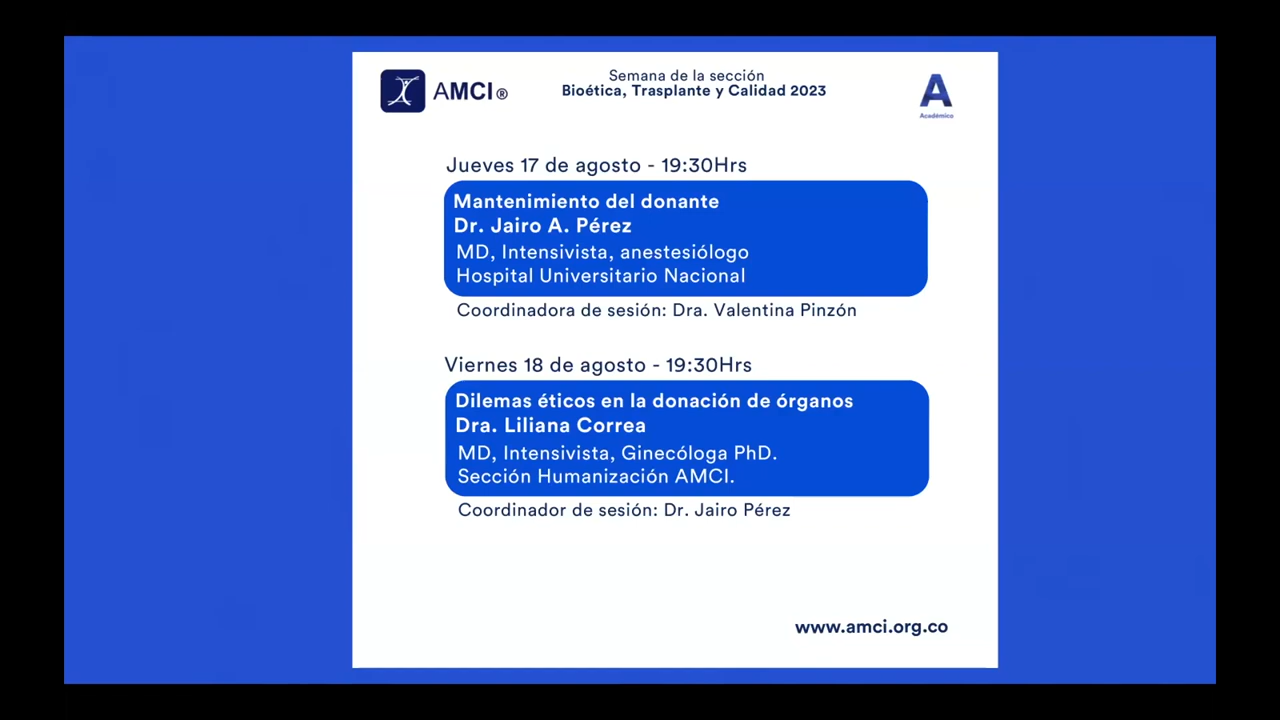 AMCI®
Semana de la sección
Bioética, Trasplante y Calidad 2023
A
Académico
Jueves 17 de agosto - 19:30Hrs
Mantenimiento del donante
Dr. Jairo A. Pérez
MD, Intensivista, anestesiólogo
Hospital Universitario Nacional
Coordinadora de sesión: Dra. Valentina Pinzón
Viernes 18 de agosto - 19:30Hrs
Dilemas éticos en la donación de órganos
Dra. Liliana Correa
MD, Intensivista, Ginecóloga PhD.
Sección Humanización AMCI.
Coordinador de sesión: Dr. Jairo Pérez
www.amci.org.co